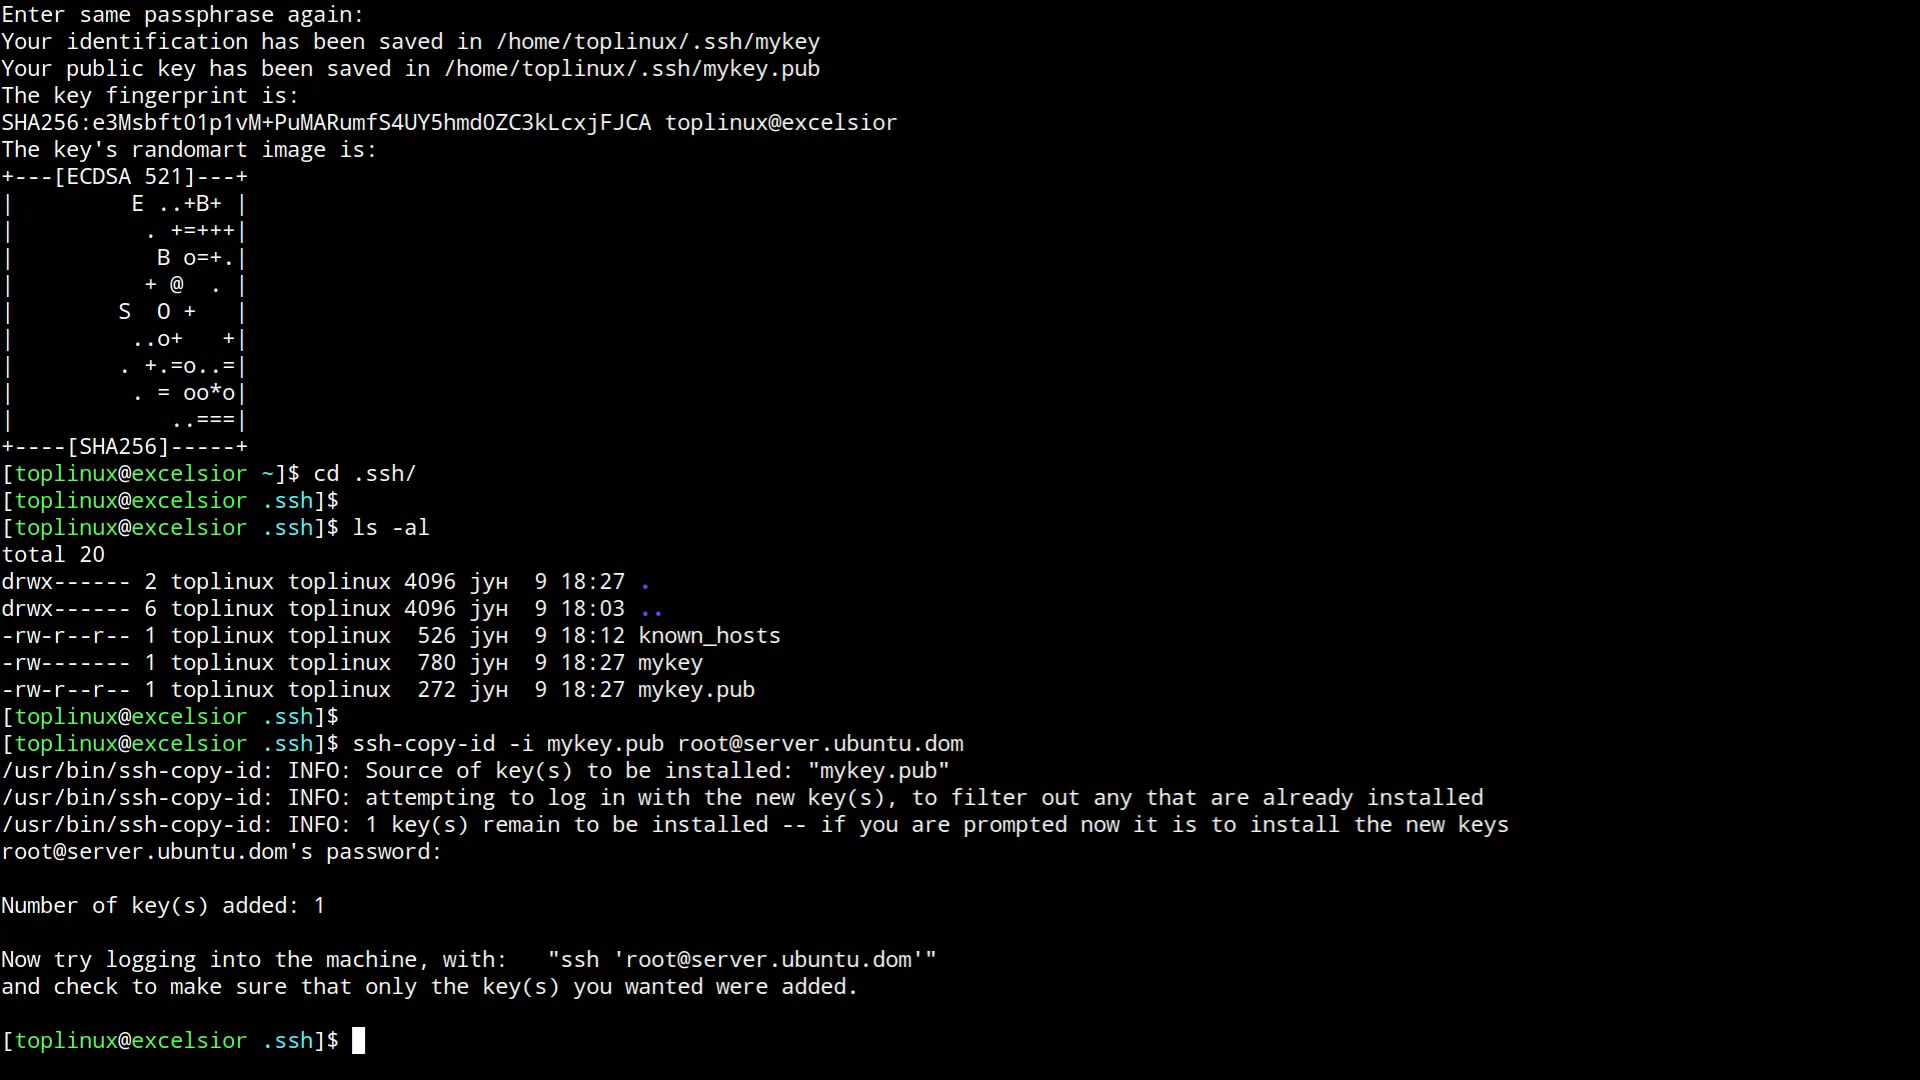 Enter same passphrase again:
Your identification has been saved in /home/toplinux/.ssh/mykey
Your public key has been saved in /home/toplinux/.ssh/mykey.pub
The key fingerprint is:
SHA256:e3Msbft01p1vM+PuMARumfS4UY5hmd0ZC3kLcxjFJCA toplinux@excelsior
The key's randomart image is:
+---[ECDSA 521]---+
|         E ..+B+ |
|          . +=+++|
|           B o=+.|
|          + @  . |
|        S  O +   |
|         ..o+   +|
|        . +.=o..=|
|         . = oo*o|
|            ..===|
+----[SHA256]-----+
[toplinux@excelsior ~]$ cd .ssh/
[toplinux@excelsior .ssh]$
[toplinux@excelsior .ssh]$ ls -al
total 20
drwx------ 2 toplinux toplinux 4096 јун  9 18:27 .
drwx------ 6 toplinux toplinux 4096 јун  9 18:03 ..
-rw-r--r-- 1 toplinux toplinux  526 јун  9 18:12 known_hosts
-rw------- 1 toplinux toplinux  780 јун  9 18:27 mykey
-rw-r--r-- 1 toplinux toplinux  272 јун  9 18:27 mykey.pub
[toplinux@excelsior .ssh]$
[toplinux@excelsior .ssh]$ ssh-copy-id -i mykey.pub root@server.ubuntu.dom
/usr/bin/ssh-copy-id: INFO: Source of key(s) to be installed: "mykey.pub"
/usr/bin/ssh-copy-id: INFO: attempting to log in with the new key(s), to filter out any that are already installed
/usr/bin/ssh-copy-id: INFO: 1 key(s) remain to be installed -- if you are prompted now it is to install the new keys
root@server.ubuntu.dom's password:
Number of key(s) added: 1
Now try logging into the machine, with:   "ssh 'root@server.ubuntu.dom'"
and check to make sure that only the key(s) you wanted were added.
[toplinux@excelsior .ssh]$